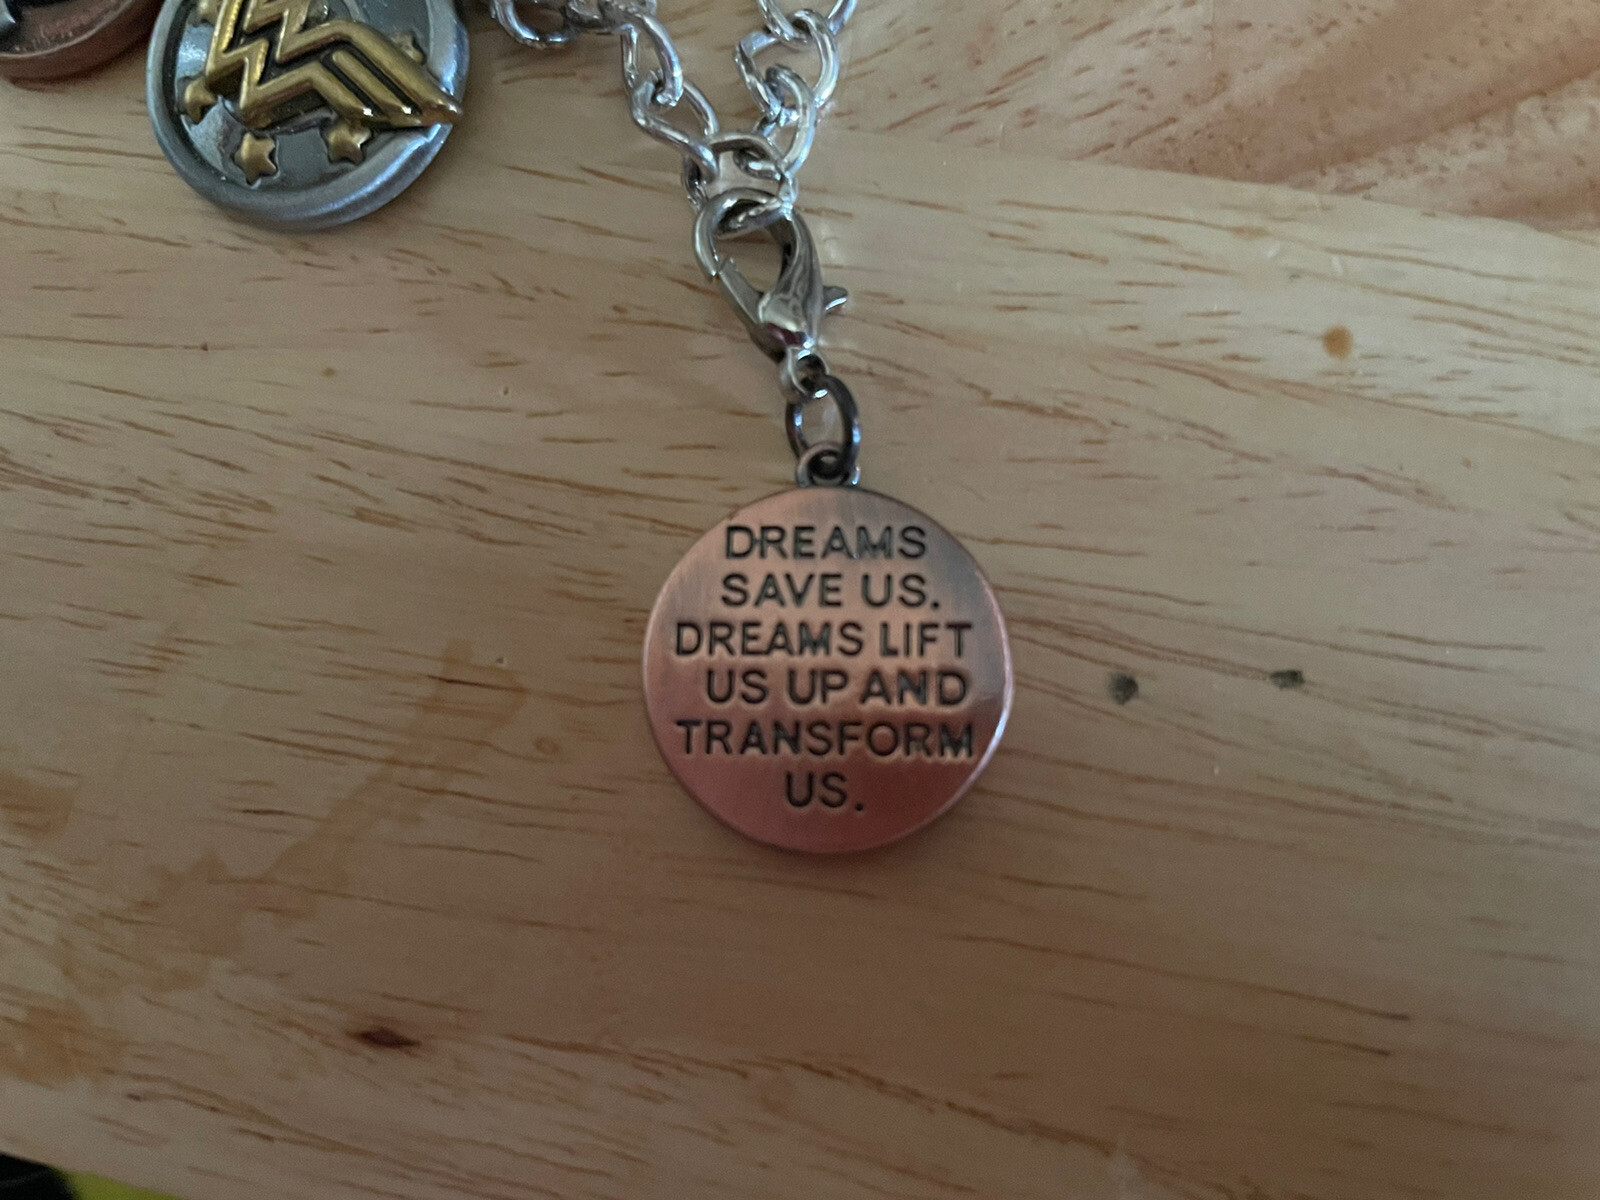 DREAMS
SAVE US.
DREAMS LIFT
US UP AND
TRANSFORM
US.